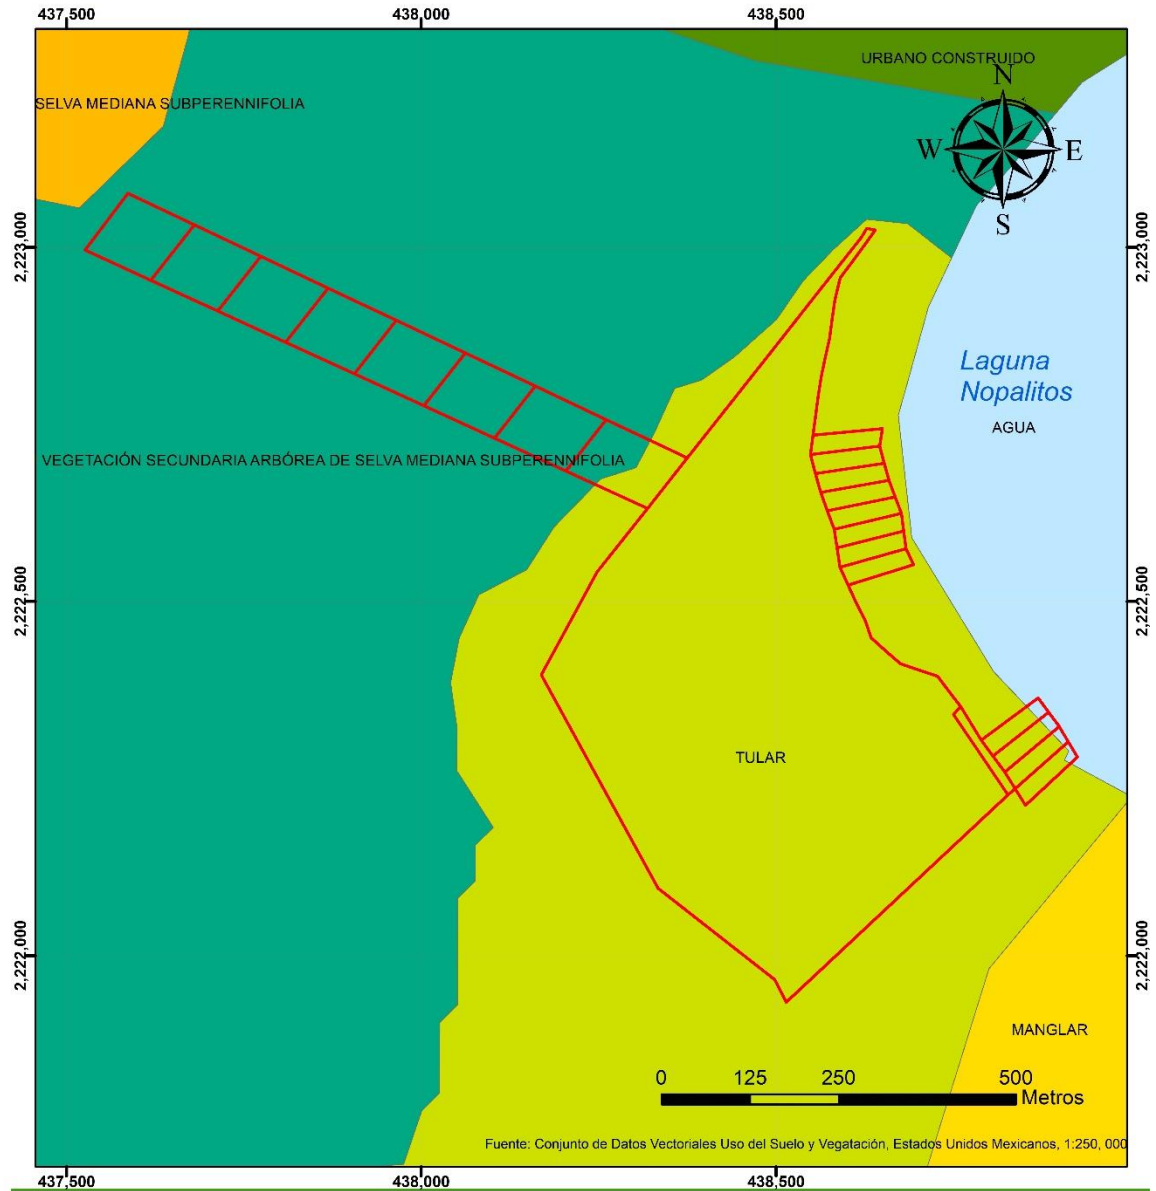 437,500 438,000 438,500
URBANO CONSTRUIDO
N
SELVA MEDIANA SUBPERENNIFOLIA
W E
S
2,223,000 2,223,000
Laguna
Nopalitos
AGUA
VEGETACIÓN SECUNDARIA ARBÓREA DE SELVA MEDIANA SUBPERENNIFOLIA
2,222,500 2,222,500
TULAR
2,222,000 2,222,000
MANGLAR
0 125 250 500
Metros
Fuente: Conjunto de Datos Vectoriales Uso del Suelo y Vegatación, Estados Unidos Mexicanos, 1:250, 000
437,500 438,000 438,500